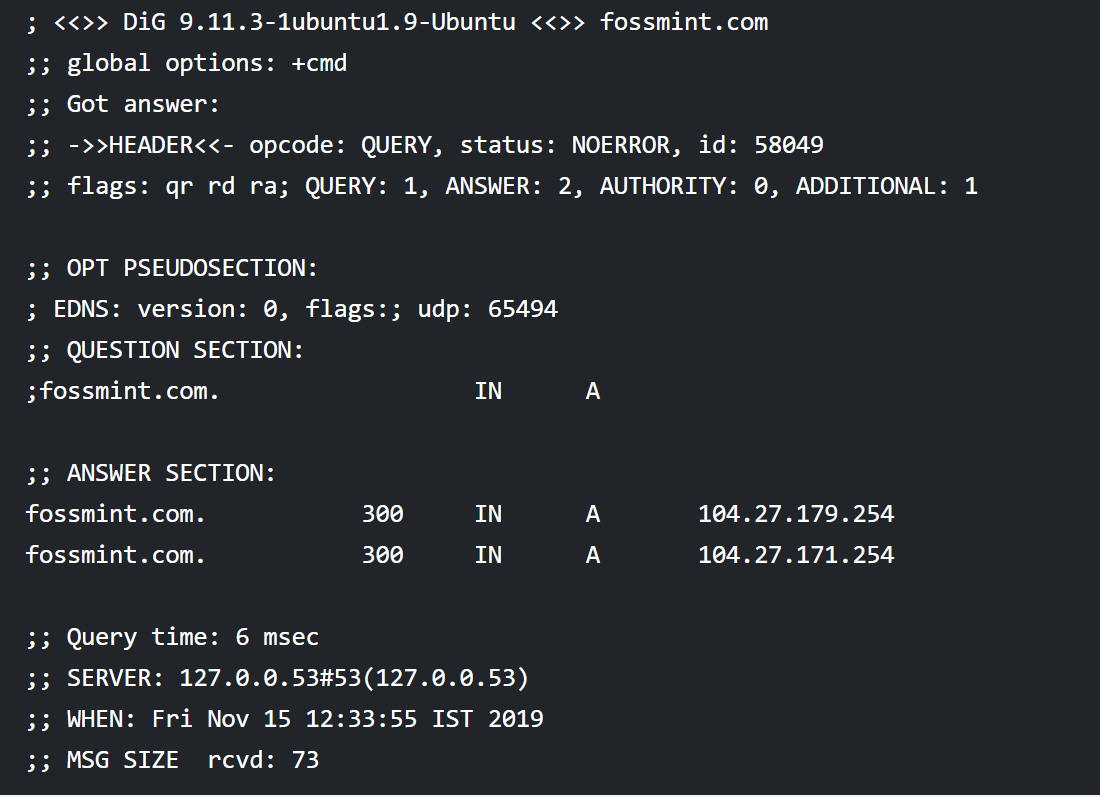 ; <<>> DiG 9.11.3-1ubuntu1.9-Ubuntu <<>> fossmint.com
;; global options: +cmd
;; Got answer:
;; ->>HEADER<<- opcode: QUERY, status: NOERROR, id: 58049
;; flags: qr rd ra; QUERY: 1, ANSWER: 2, AUTHORITY: 0, ADDITIONAL: 1

;; OPT PSEUDOSECTION:
; EDNS: version: 0, flags:; udp: 65494
;; QUESTION SECTION:
;fossmint.com.                  IN      A

;; ANSWER SECTION:
fossmint.com.           300     IN      A       104.27.179.254
fossmint.com.           300     IN      A       104.27.171.254

;; Query time: 6 msec
;; SERVER: 127.0.0.53#53(127.0.0.53)
;; WHEN: Fri Nov 15 12:33:55 IST 2019
;; MSG SIZE  rcvd: 73